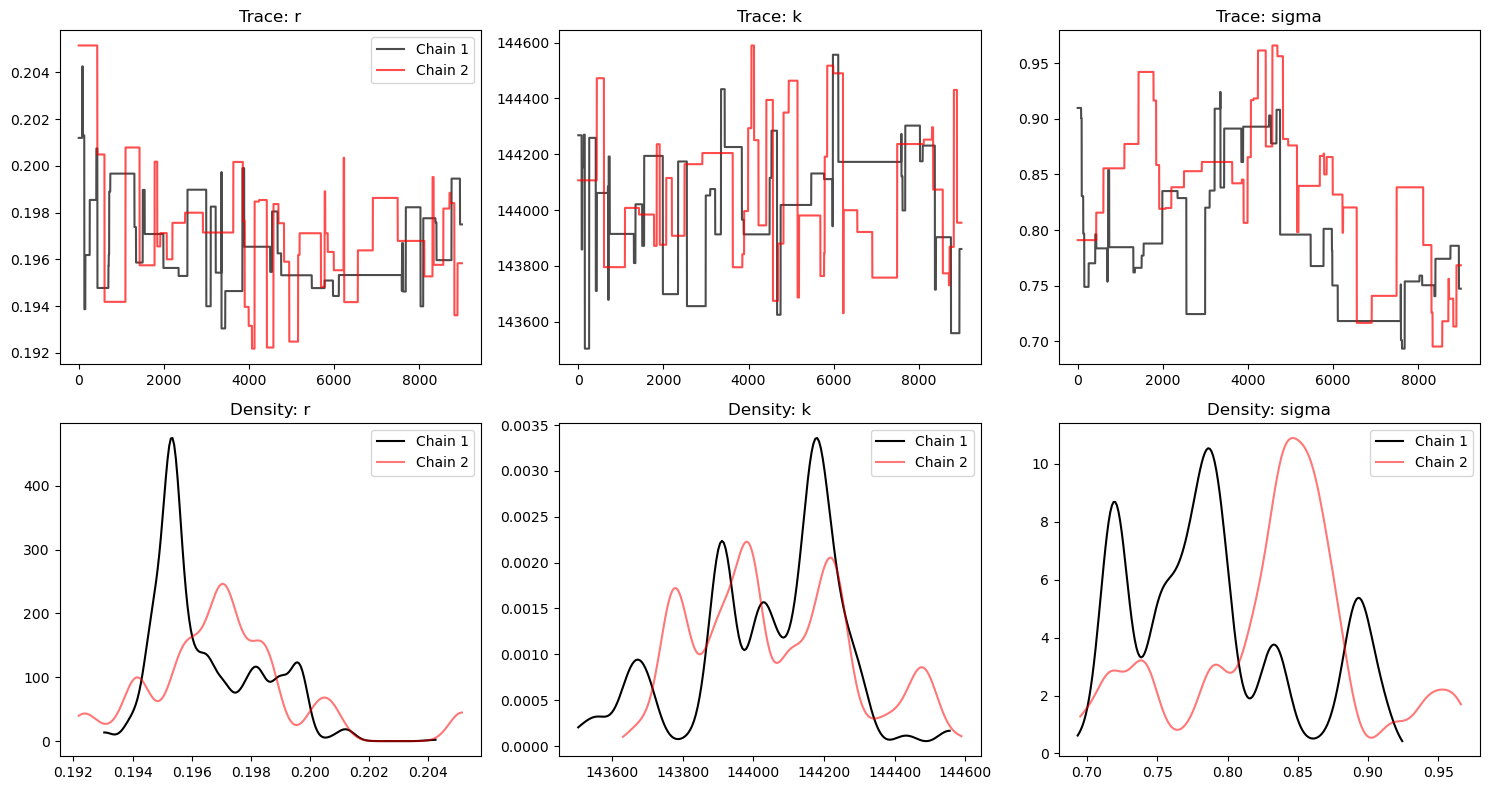 Trace: r
Chain 1
Chain 2
0.204
0.202
0.200
0.198
0.196
0.194
0.192
0 2000 4000 6000 8000
Trace: k
144600
144400
144200
144000
143800
143600
0 2000 4000 6000 8000
Trace: sigma
0.95
0.90
0.85
0.80
0.75
0.70
0 2000 4000 6000 8000
Density: r
Chain 1
Chain 2
400
300
200
100
0
0.192 0.194 0.196 0.198 0.200 0.202 0.204
Density: k
Chain 1
Chain 2
0.0035
0.0030
0.0025
0.0020
0.0015
0.0010
0.0005
0.0000
143600 143800 144000 144200 144400 144600
Density: sigma
Chain 1
Chain 2
10
8
6
4
2
0
0.70 0.75 0.80 0.85 0.90 0.95